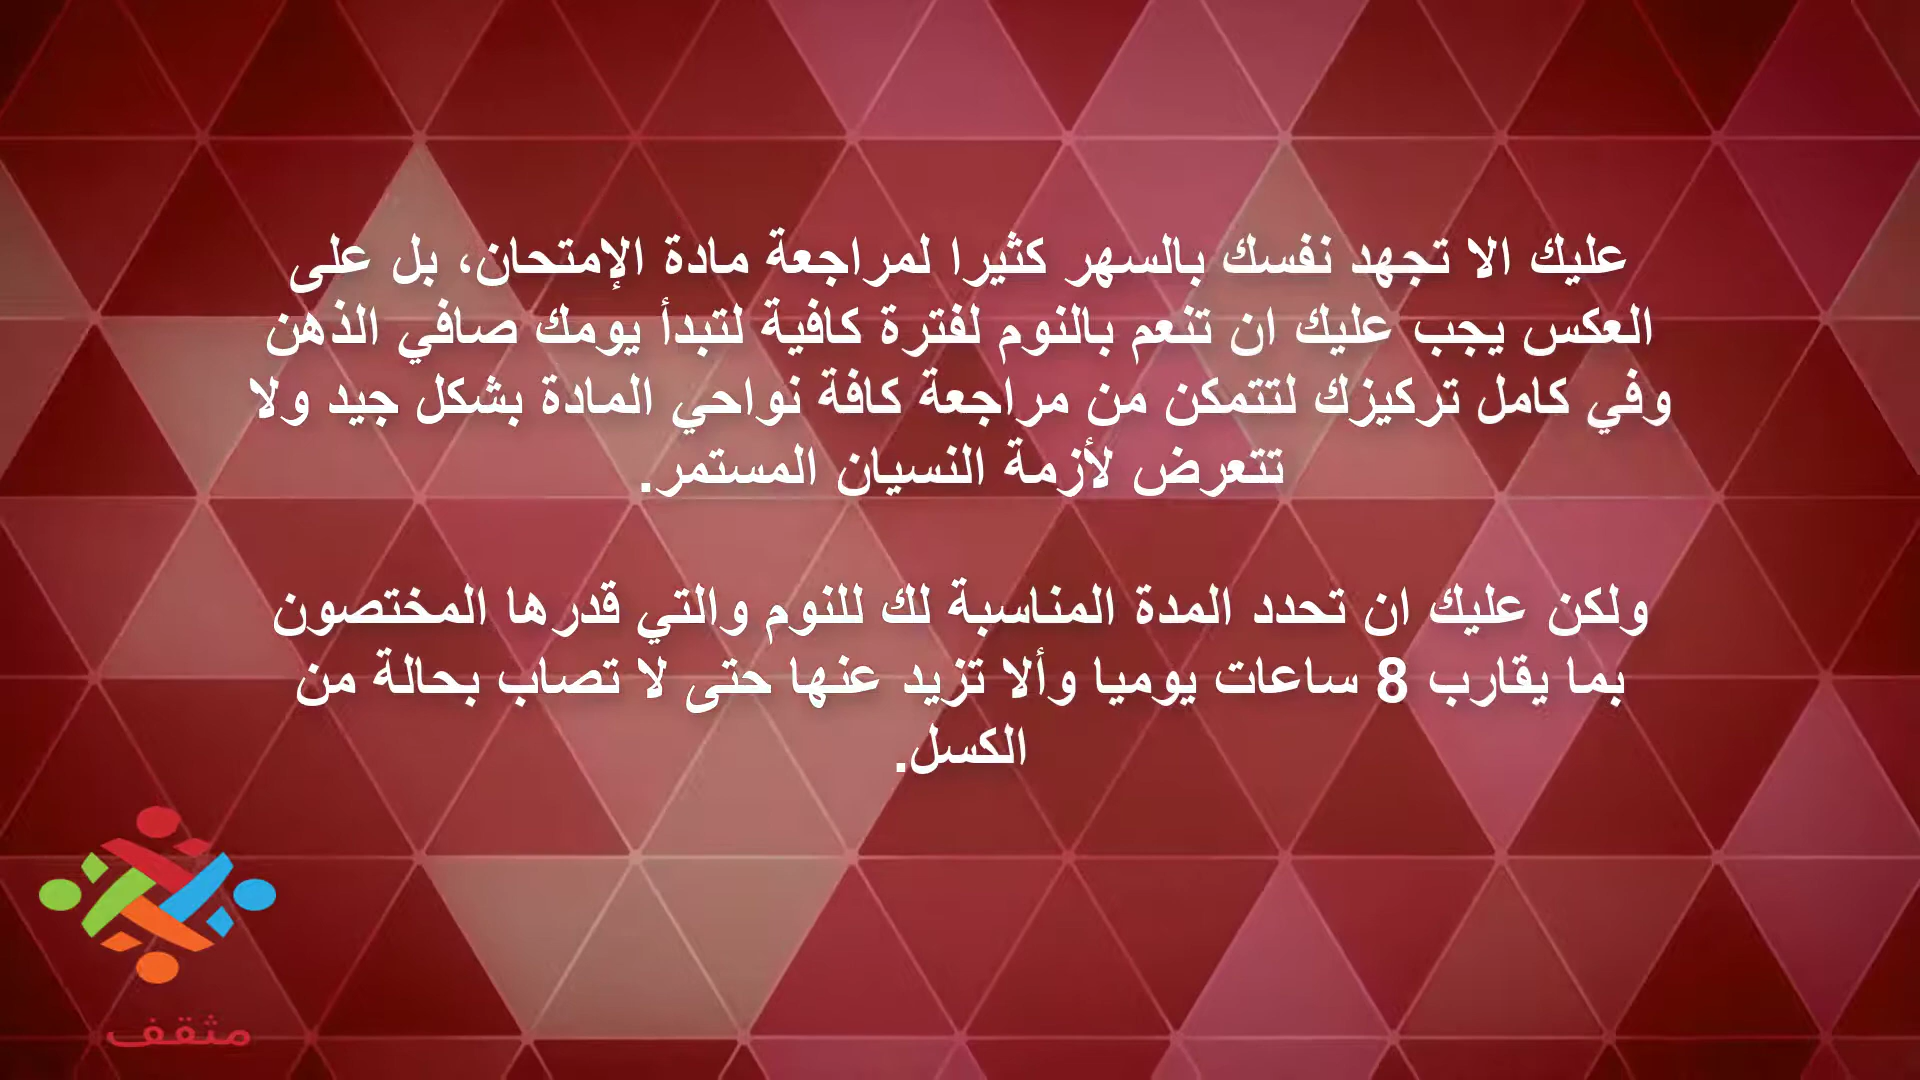 عليك الا تجهد نفسك بالسهر كثيرا لمراجعة مادة الإمتحان، بل على
العكس يجب عليك ان تنعم بالنوم لفترة كافية لتبدأ يومك صافي الذهن
وفي كامل تركيزك لتتمكن من مراجعة كافة نواحي المادة بشكل جيد ولا
تتعرض لأزمة النسيان المستمر.
ولكن عليك ان تحدد المدة المناسبة لك للنوم والتي قدرها المختصون
بما يقارب 8 ساعات يوميا وألا تزيد عنها حتى لا تصاب بحالة من
الكسل.
مثقف